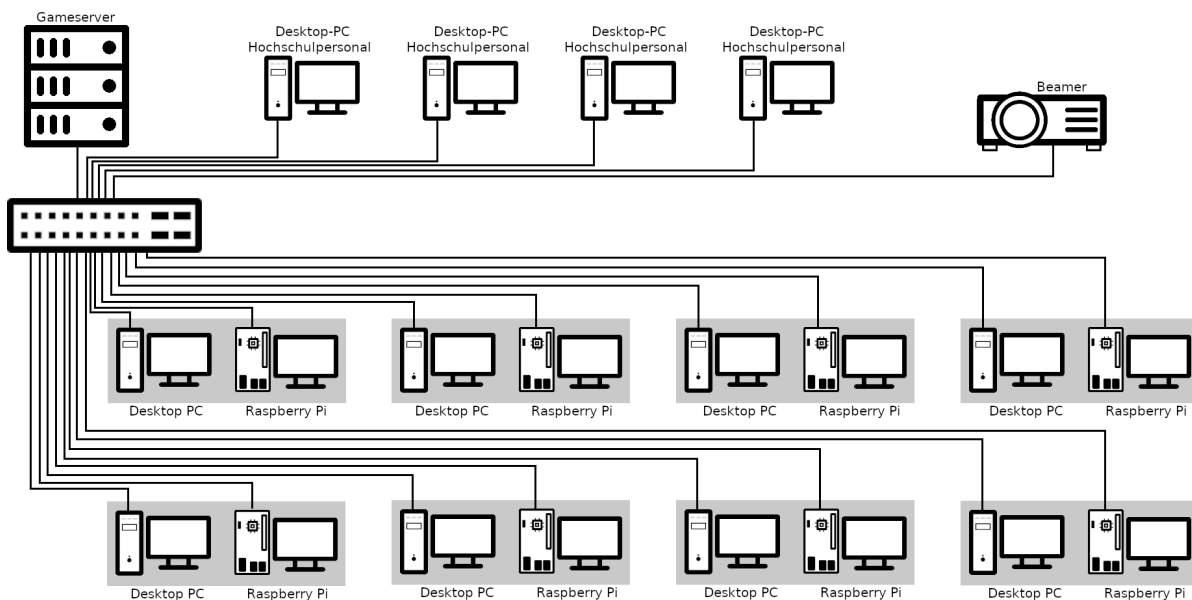 Gameserver
Desktop-PC
Hochschulpersonal
Desktop-PC
Hochschulpersonal
Desktop-PC
Hochschulpersonal
Desktop-PC
Hochschulpersonal
Beamer
Desktop PC
Raspberry Pi
Desktop PC
Raspberry Pi
Desktop PC
Raspberry Pi
Desktop PC
Raspberry Pi
Desktop PC
Raspberry Pi
Desktop PC
Raspberry Pi
Desktop PC
Raspberry Pi
Desktop PC
Raspberry Pi